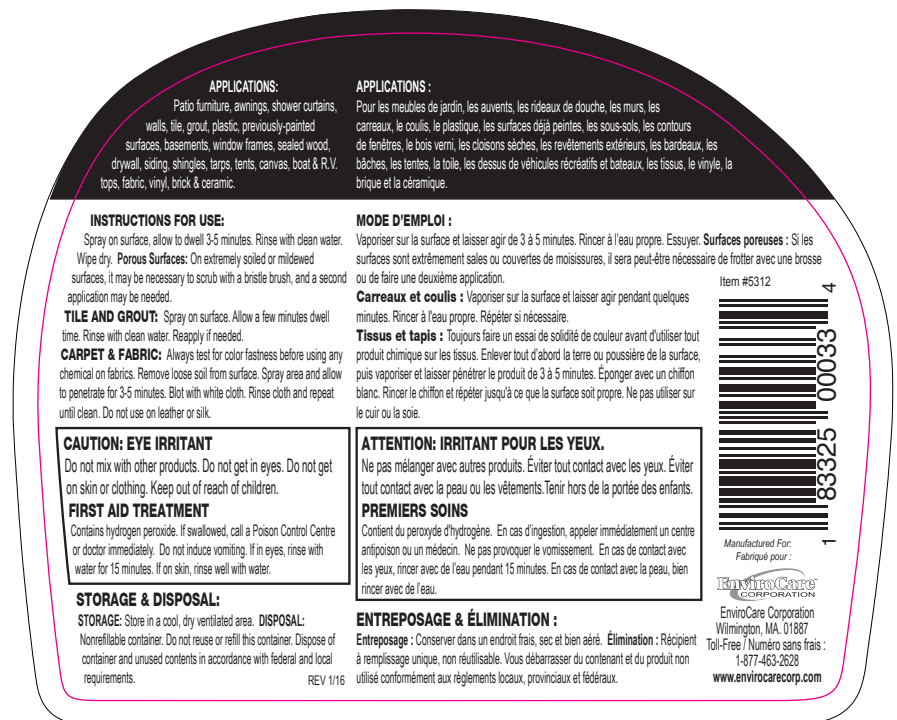 APPLICATIONS:
Patio furniture, awnings, shower curtains,
walls, tile, grout, plastic, previously-painted
surfaces, basements, window frames, sealed wood,
drywall, siding, shingles, tarps, tents, canvas, boat & R.V.
tops, fabric, vinyl, brick & ceramic.
APPLICATIONS :
Pour les meubles de jardin, les auvents, les rideaux de douche, les murs, les
carreaux, le coulis, le plastique, les surfaces déjà peintes, les sous-sols, les contours
de fenêtres, le bois verni, les cloisons sèches, les revêtements extérieurs, les bardeaux, les
bâches, les tentes, la toile, les dessus de véhicules récréatifs et bateaux, les tissus, le vinyle, la
brique et la céramique.
INSTRUCTIONS FOR USE:
Spray on surface, allow to dwell 3-5 minutes. Rinse with clean water.
Wipe dry. Porous Surfaces: On extremely soiled or mildewed
surfaces, it may be necessary to scrub with a bristle brush, and a second
application may be needed.
TILE AND GROUT: Spray on surface. Allow a few minutes dwell
time. Rinse with clean water. Reapply if needed.
CARPET & FABRIC: Always test for color fastness before using any
chemical on fabrics. Remove loose soil from surface. Spray area and allow
to penetrate for 3-5 minutes. Blot with white cloth. Rinse cloth and repeat
until clean. Do not use on leather or silk.
MODE D'EMPLOI :
Vaporiser sur la surface et laisser agir de 3 à 5 minutes. Rincer à l'eau propre. Essuyer. Surfaces poreuses : Si les
surfaces sont extrêmement sales ou couvertes de moisissures, il sera peut-être nécessaire de frotter avec une brosse
ou de faire une deuxième application.
Carreaux et coulis : Vaporiser sur la surface et laisser agir pendant quelques
minutes. Rincer à l'eau propre. Répéter si nécessaire.
Tissus et tapis : Toujours faire un essai de solidité de couleur avant d'utiliser tout
produit chimique sur les tissus. Enlever tout d'abord la terre ou poussière de la surface,
puis vaporiser et laisser pénétrer le produit de 3 à 5 minutes. Éponger avec un chiffon
blanc. Rincer le chiffon et répéter jusqu'à ce que la surface soit propre. Ne pas utiliser sur
le cuir ou la soie.
CAUTION: EYE IRRITANT
Do not mix with other products. Do not get in eyes. Do not get
on skin or clothing. Keep out of reach of children.
FIRST AID TREATMENT
Contains hydrogen peroxide. If swallowed, call a Poison Control Centre
or doctor immediately. Do not induce vomiting. If in eyes, rinse with
water for 15 minutes. If on skin, rinse well with water.
ATTENTION: IRRITANT POUR LES YEUX.
Ne pas mélanger avec autres produits. Éviter tout contact avec les yeux. Éviter
tout contact avec la peau ou les vêtements.Tenir hors de la portée des enfants.
PREMIERS SOINS
Contient du peroxyde d'hydrogène. En cas d'ingestion, appeler immédiatement un centre
antipoison ou un médecin. Ne pas provoquer le vomissement. En cas de contact avec
les yeux, rincer avec de l'eau pendant 15 minutes. En cas de contact avec la peau, bien
rincer avec de l'eau.
STORAGE & DISPOSAL:
STORAGE: Store in a cool, dry ventilated area. DISPOSAL:
Nonrefillable container. Do not reuse or refill this container. Dispose of
container and unused contents in accordance with federal and local
requirements.
REV 1/16
ENTREPOSAGE & ÉLIMINATION :
Entreposage : Conserver dans un endroit frais, sec et bien aéré. Élimination : Récipient
à remplissage unique, non réutilisable. Vous débarrasser du contenant et du produit non
utilisé conformément aux règlements locaux, provinciaux et fédéraux.
Item #5312
1 83325 00033 4
Manufactured For:
Fabriqué pour :
EnviroCare
CORPORATION
EnviroCare Corporation
Wilmington, MA. 01887
Toll-Free / Numéro sans frais :
1-877-463-2628
www.envirocarecorp.com